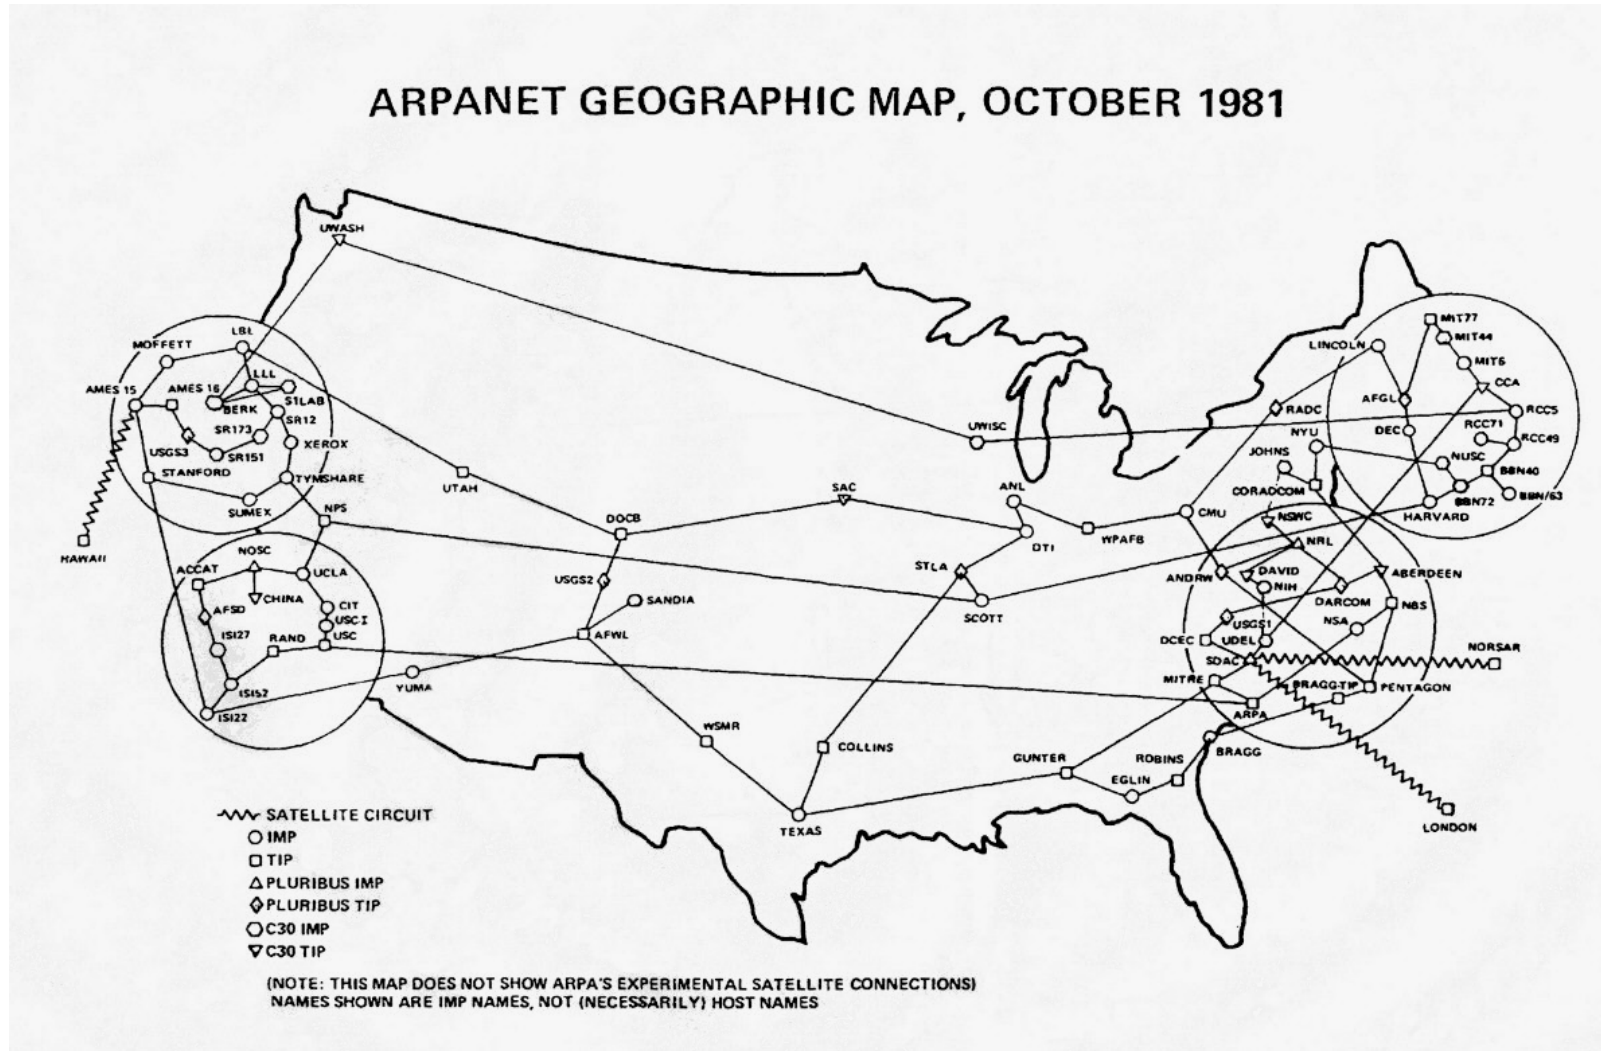 ARPANET GEOGRAPHIC MAP, OCTOBER 1981
UWASH
LBL
MOFFETT
LLL
AMES 15
AMES 16
S1LAB
BERK
SR12
SR173
XEROX
USGS3
SR151
STANFORD
TYMSHARE
SUMEX
NPS
HAWAII
UTAH
SAC
DOCB
NOSC
ACCAT
UCLA
CHINA
CIT
AFSD
USC-I
ISI27
RAND
USC
ISI52
ISI22
USGS2
SANDIA
AFWL
YUMA
WSMR
COLLINS
TEXAS
UWISC
ANL
WPAFB
CMU
DTI
STLA
SCOTT
GUNTER
EGLIN
ROBINS
BRAGG
MIT77
MIT44
LINCOLN
MIT6
CCA
AFGL
RADC
RCC5
RCC71
DEC
RCC49
NYU
NUSC
JOHNS
BBN40
CORADCOM
BBN72
BBN/63
HARVARD
NSWC
NRL
ANDRW
DAVID
ABERDEEN
NIH
DARCOM
NBS
USGS1
NSA
DCEC
UDEL
SDAC
NORSAR
MITRE
BRAGG-TIP
PENTAGON
ARPA
LONDON
SATELLITE CIRCUIT
IMP
TIP
PLURIBUS IMP
PLURIBUS TIP
C30 IMP
C30 TIP
(NOTE: THIS MAP DOES NOT SHOW ARPA'S EXPERIMENTAL SATELLITE CONNECTIONS)
NAMES SHOWN ARE IMP NAMES, NOT (NECESSARILY) HOST NAMES